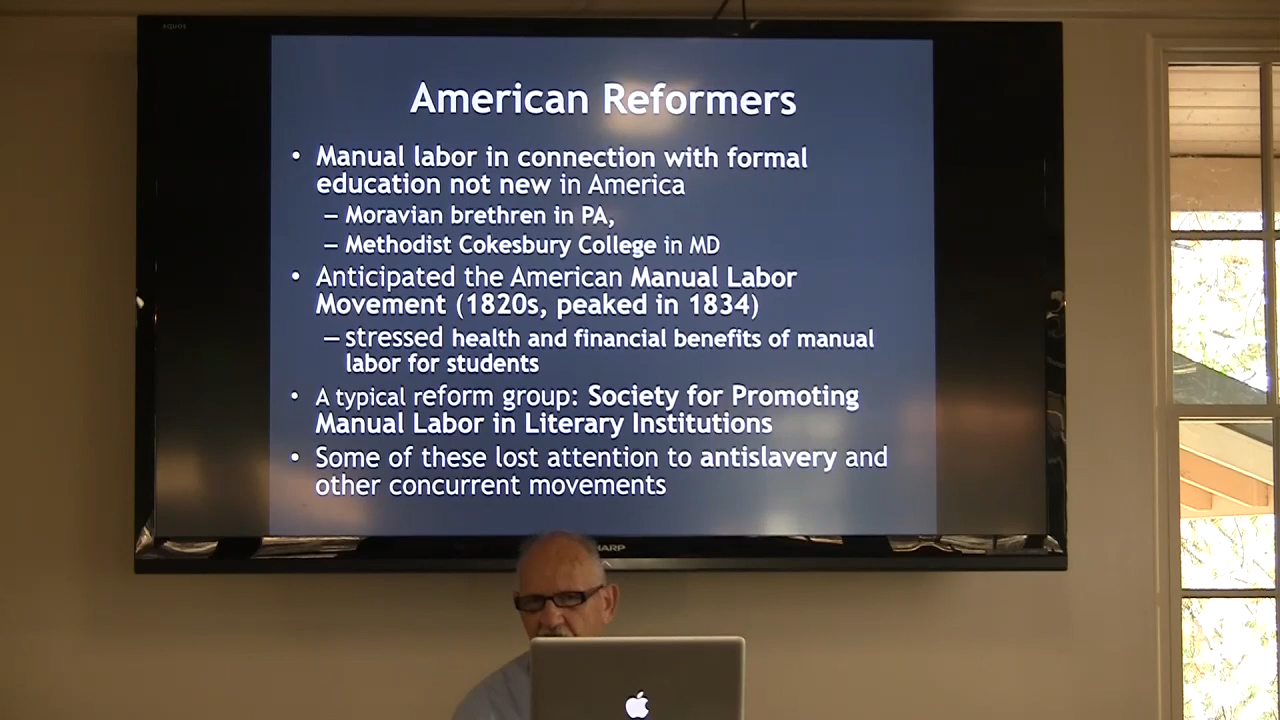 AQUOS
American Reformers
• Manual labor in connection with formal
education not new in America
– Moravian brethren in PA,
– Methodist Cokesbury College in MD
• Anticipated the American Manual Labor
Movement (1820s, peaked in 1834)
– stressed health and financial benefits of manual
labor for students
• A typical reform group: Society for Promoting
Manual Labor in Literary Institutions
• Some of these lost attention to antislavery and
other concurrent movements
HARP